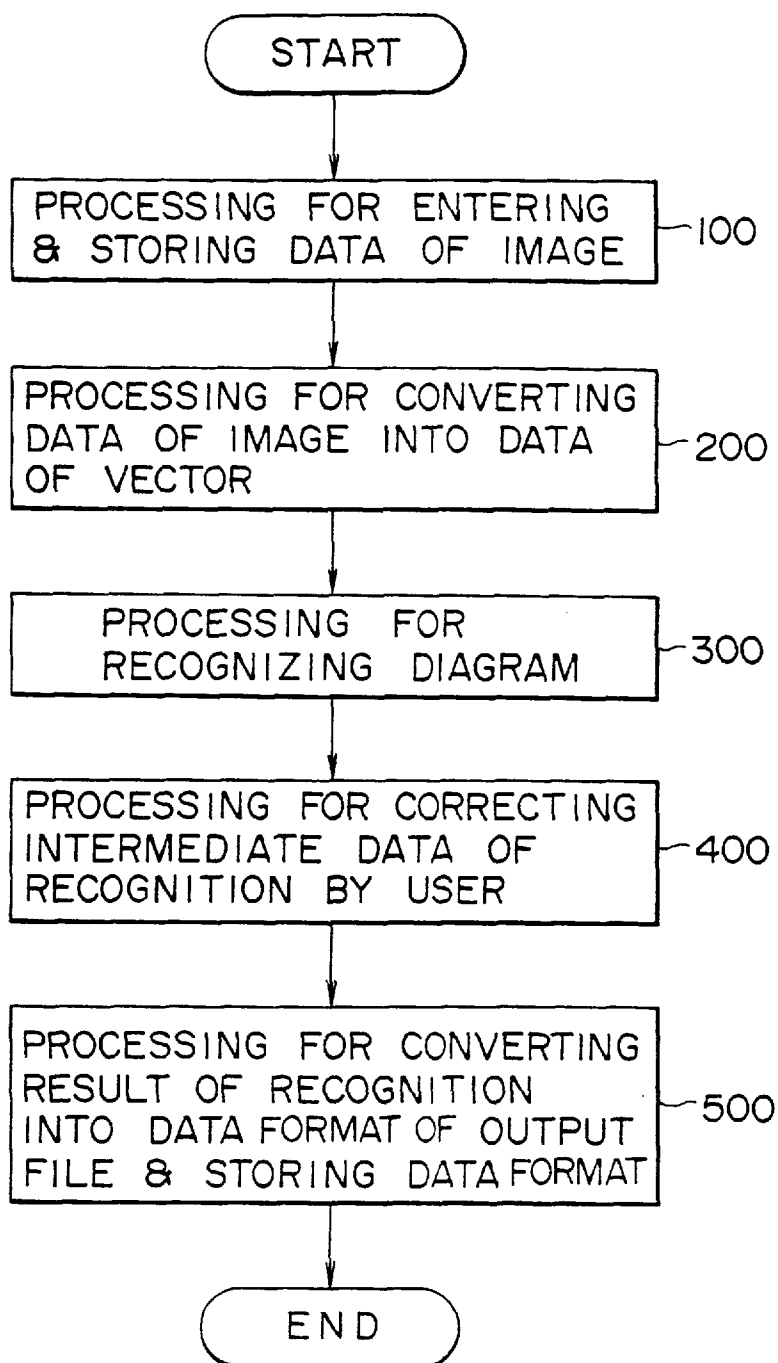 START
PROCESSING FOR ENTERING
& STORING DATA OF IMAGE
100
PROCESSING FOR CONVERTING
DATA OF IMAGE INTO DATA
OF VECTOR
200
PROCESSING FOR
RECOGNIZING DIAGRAM
300
PROCESSING FOR CORRECTING
INTERMEDIATE DATA OF
RECOGNITION BY USER
400
PROCESSING FOR CONVERTING
RESULT OF RECOGNITION
INTO DATA FORMAT OF OUTPUT
FILE & STORING DATA FORMAT
500
END